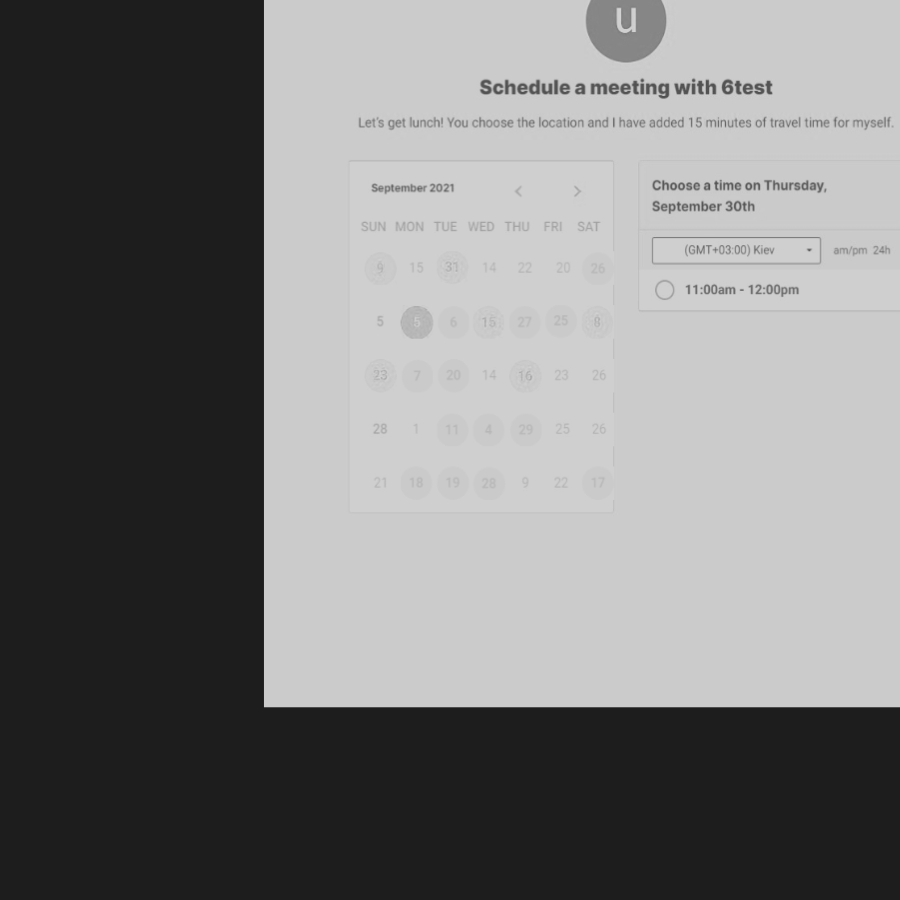 u
Schedule a meeting with 6test
Let's get lunch! You choose the location and I have added 15 minutes of travel time for myself.
September 2021
SUN MON TUE WED THU FRI SAT
9 15 31 14 22 20 26
5 5 6 15 27 25 8
23 7 20 14 16 23 26
28 1 11 4 29 25 26
21 18 19 28 9 22 17
Choose a time on Thursday,
September 30th
(GMT+03:00) Kiev am/pm 24h
11:00am - 12:00pm